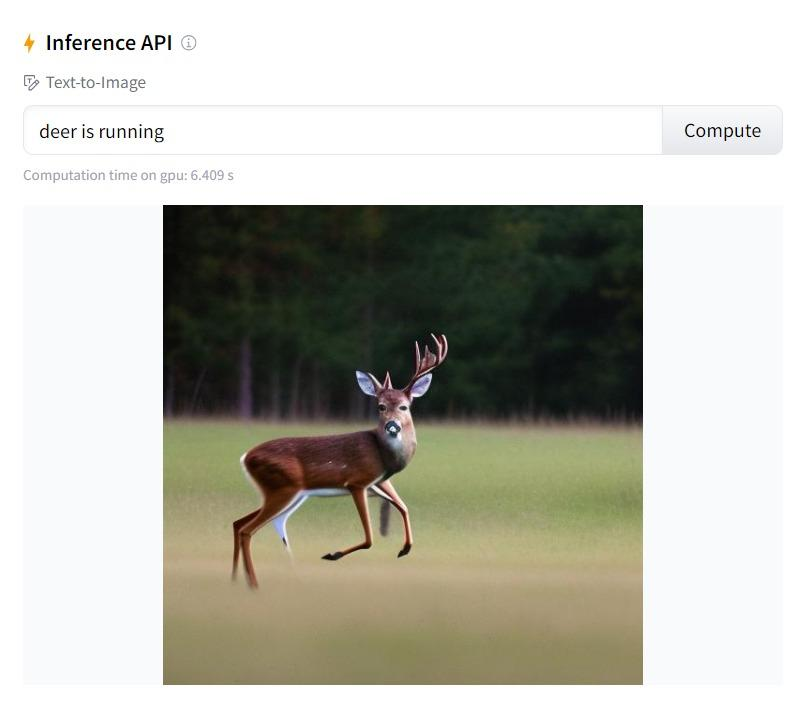 Inference API
Text-to-Image
deer is running
Compute
Computation time on gpu: 6.409 s